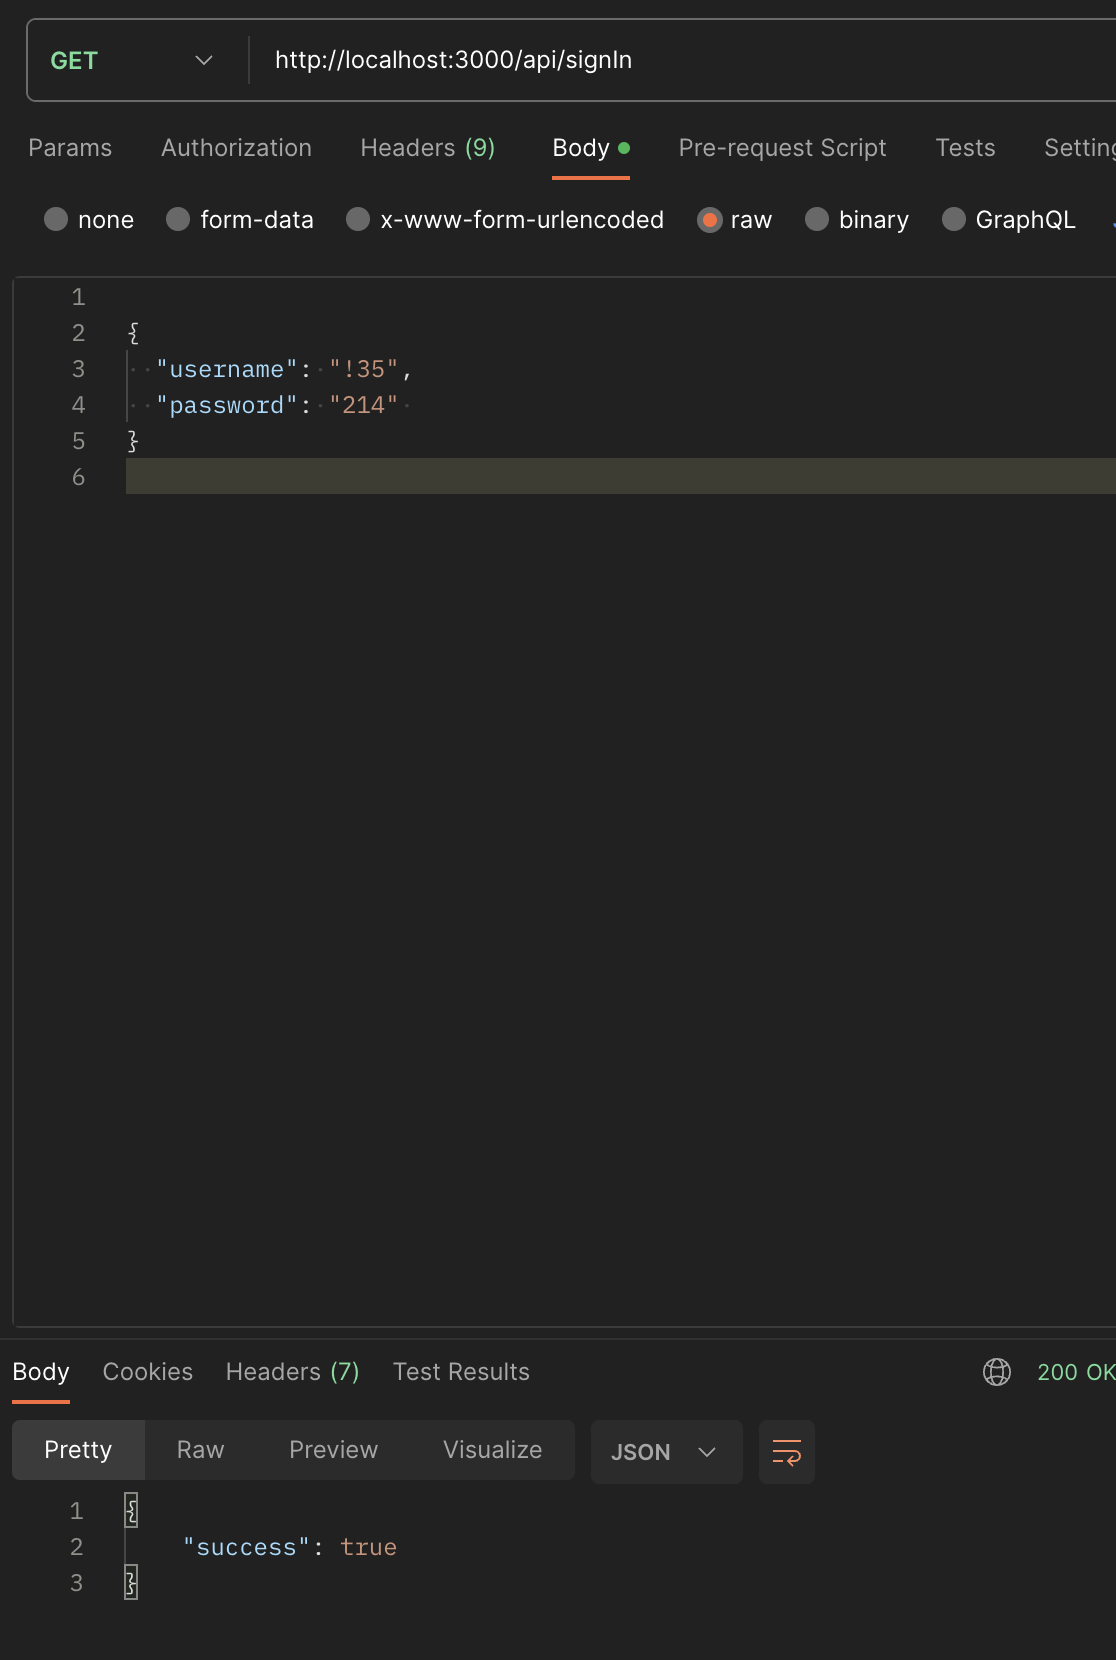 GET http://localhost:3000/api/signIn
Params Authorization Headers (9) Body Pre-request Script Tests Setting
none form-data x-www-form-urlencoded raw binary GraphQL
1
2 {
3 "username": "!35",
4 "password": "214"
5 }
6
Body Cookies Headers (7) Test Results 200 OK
Pretty Raw Preview Visualize JSON
1 {
2 "success": true
3 }